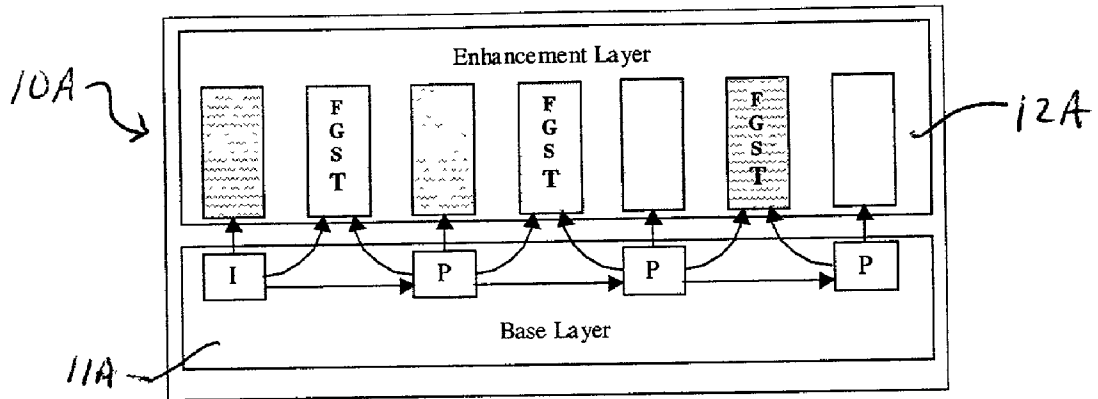 Enhancement Layer
10A
12A
F G S T
F G S T
F G S T
I
P
P
P
Base Layer
11A